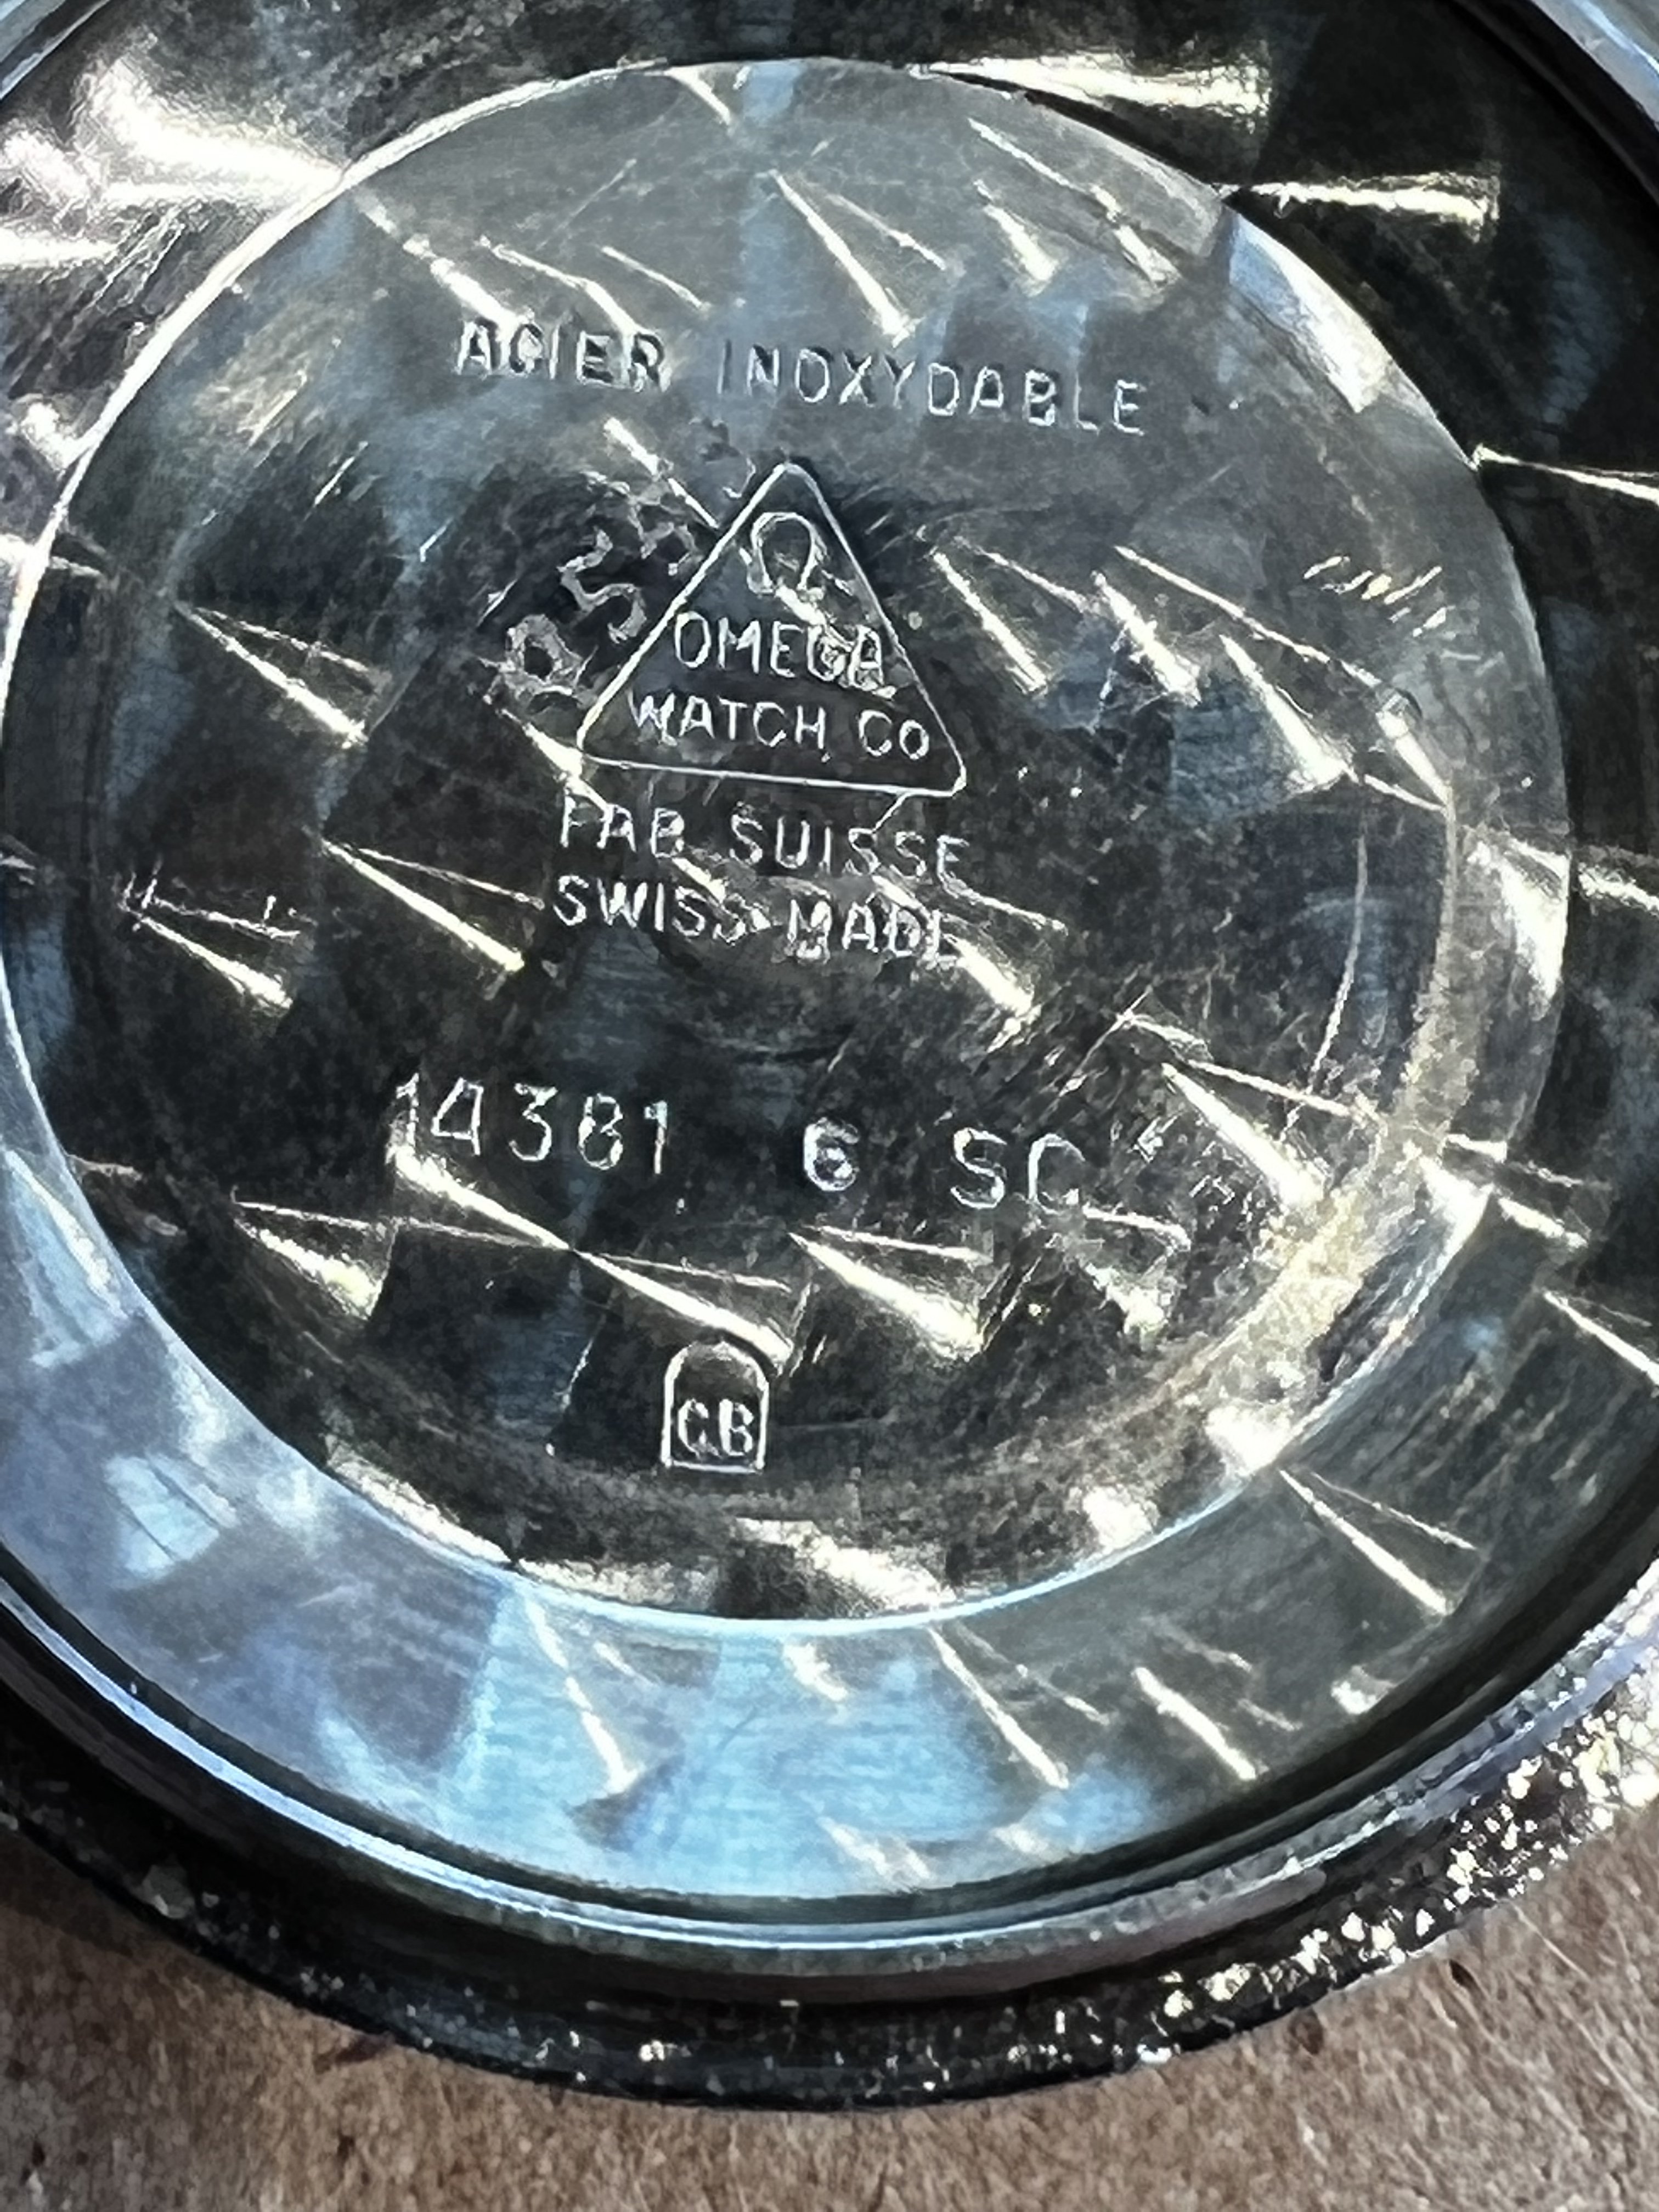 ACIER INOXYDABLE
Ω
OMEGA
WATCH CO
FAB. SUISSE
SWISS MADE
14381 6 SC
CB